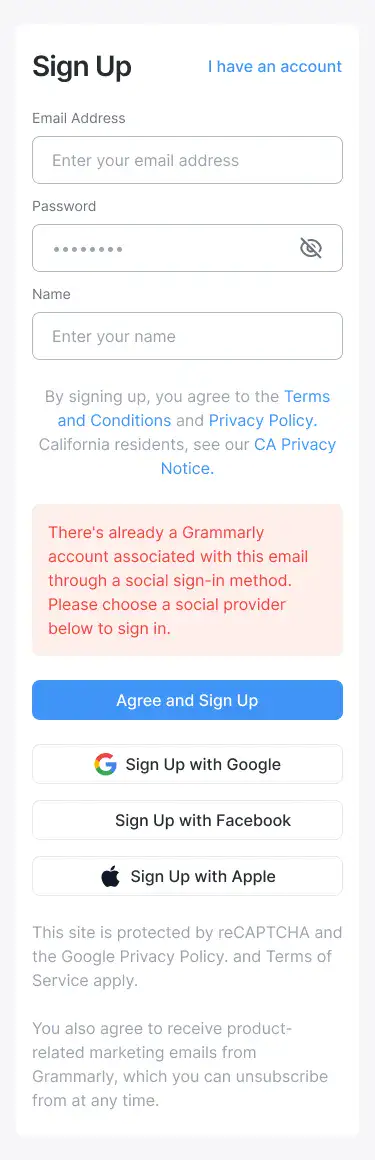 Sign Up
I have an account
Email Address
Enter your email address
Password
••••••••
Name
Enter your name
By signing up, you agree to the Terms
and Conditions and Privacy Policy.
California residents, see our CA Privacy
Notice.
There's already a Grammarly
account associated with this email
through a social sign-in method.
Please choose a social provider
below to sign in.
Agree and Sign Up
Sign Up with Google
Sign Up with Facebook
Sign Up with Apple
This site is protected by reCAPTCHA and
the Google Privacy Policy. and Terms of
Service apply.
You also agree to receive product-
related marketing emails from
Grammarly, which you can unsubscribe
from at any time.